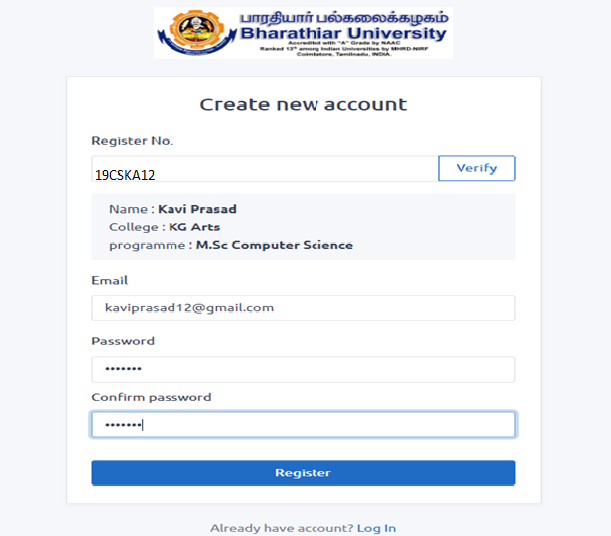 பாரதியார் பல்கலைக்கழகம்
Bharathiar University
Accredited with "A" Grade by NAAC
Ranked 13th among Indian Universities by MHRD-NIRF
Coimbatore, Tamilnadu, INDIA.
Create new account
Register No.
19CSKA12 Verify
Name : Kavi Prasad
College : KG Arts
programme : M.Sc Computer Science
Email
kaviprasad12@gmail.com
Password
•••••••
Confirm password
•••••••
Register
Already have account? Log In